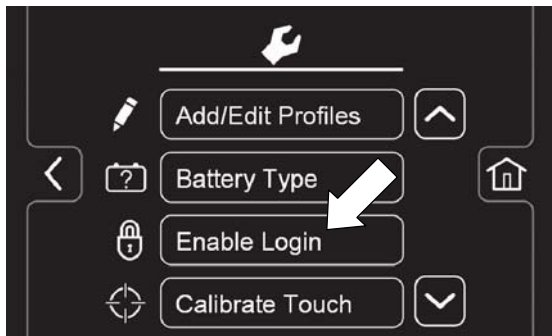 Add/Edit Profiles
Battery Type
Enable Login
Calibrate Touch